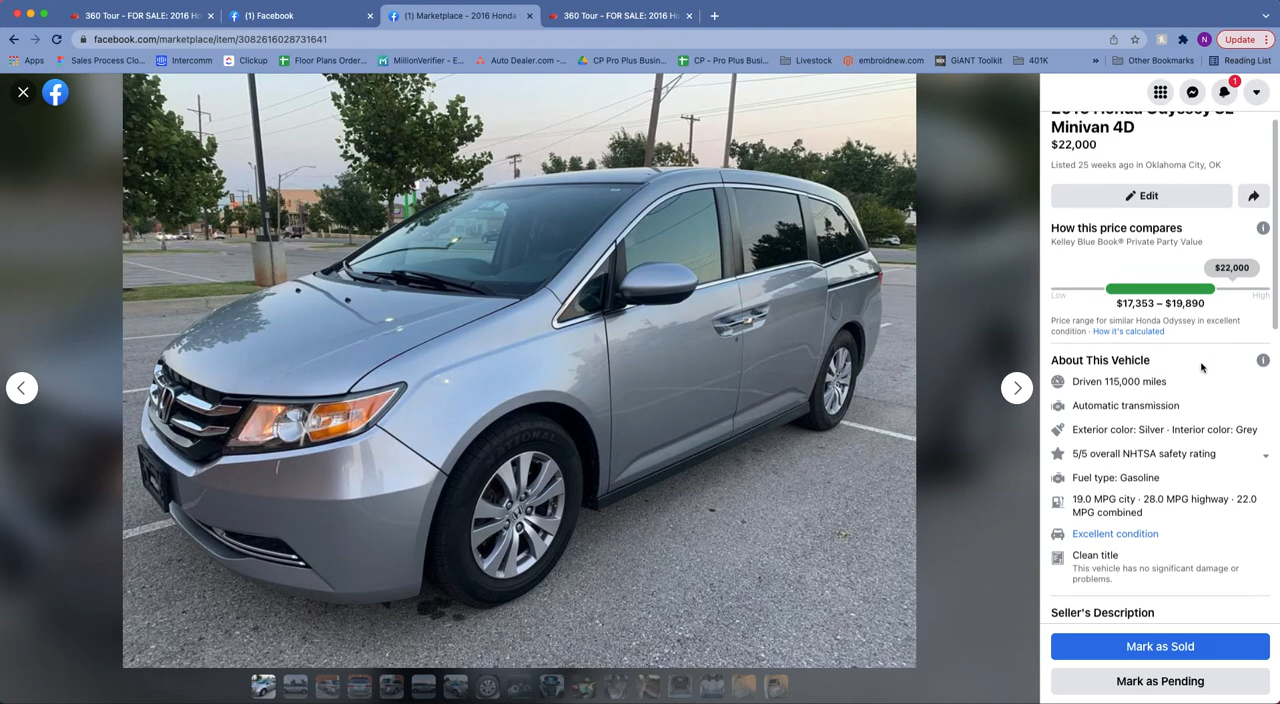 360 Tour - FOR SALE: 2016 Ho
(1) Facebook
(1) Marketplace - 2016 Honda
360 Tour - FOR SALE: 2016 Ho
facebook.com/marketplace/item/3082616028731641
Update
Apps
Sales Process Clo...
Intercomm
Clickup
Floor Plans Order...
MillionVerifier - E...
Auto Dealer.com -...
CP Pro Plus Busin...
CP - Pro Plus Busi...
Livestock
embroidnew.com
GiANT Toolkit
401K
»
Other Bookmarks
Reading List
1
Minivan 4D
$22,000
Listed 25 weeks ago in Oklahoma City, OK
Edit
How this price compares
Kelley Blue Book® Private Party Value
$22,000
Low
High
$17,353 – $19,890
Price range for similar Honda Odyssey in excellent
condition · How it's calculated
About This Vehicle
Driven 115,000 miles
Automatic transmission
Exterior color: Silver · Interior color: Grey
5/5 overall NHTSA safety rating
Fuel type: Gasoline
19.0 MPG city · 28.0 MPG highway · 22.0
MPG combined
Excellent condition
Clean title
This vehicle has no significant damage or
problems.
Seller's Description
Mark as Sold
Mark as Pending